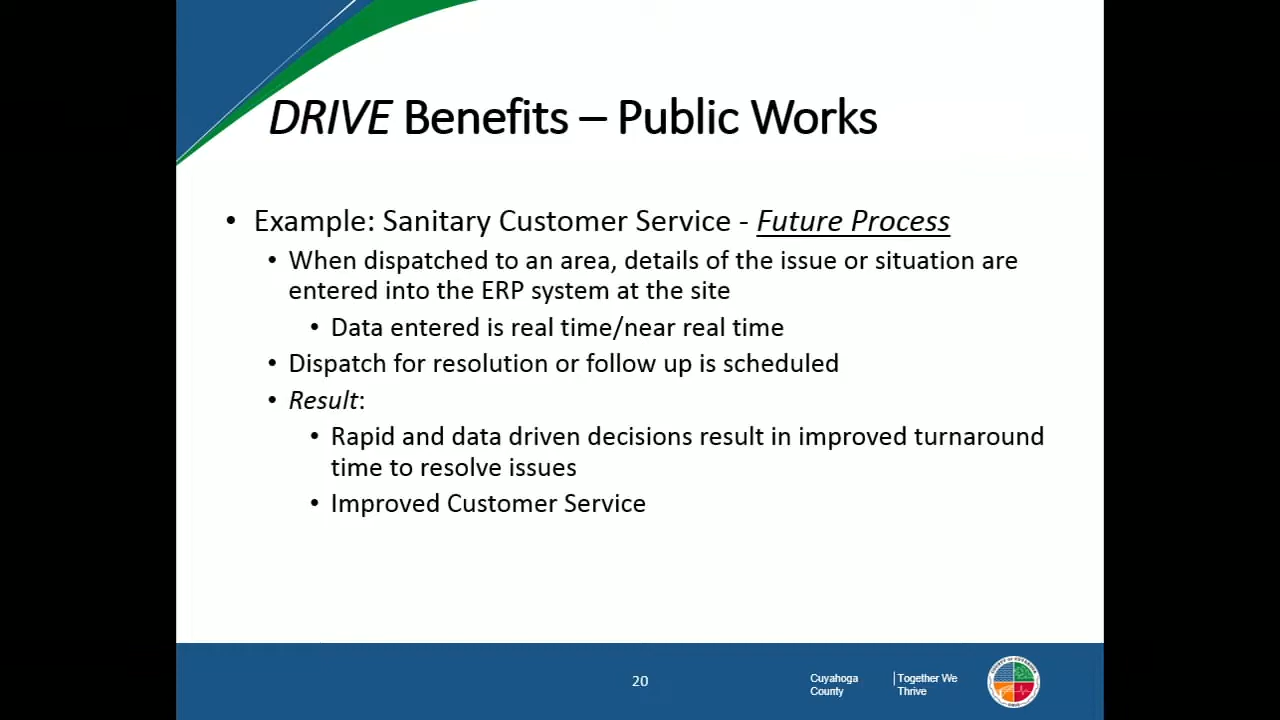 DRIVE Benefits – Public Works
• Example: Sanitary Customer Service - Future Process
• When dispatched to an area, details of the issue or situation are
entered into the ERP system at the site
• Data entered is real time/near real time
• Dispatch for resolution or follow up is scheduled
• Result:
• Rapid and data driven decisions result in improved turnaround
time to resolve issues
• Improved Customer Service
20
Cuyahoga
County
Together We
Thrive